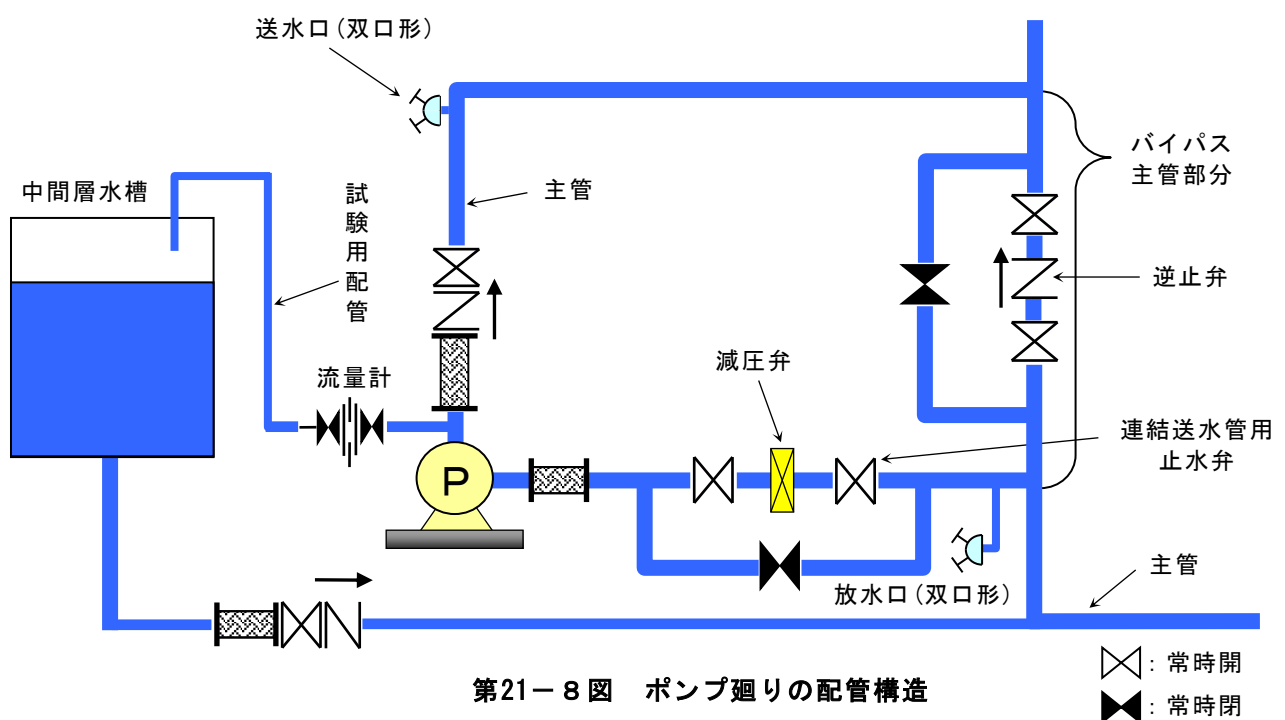 送水口(双口形)
バイパス
主管部分
中間層水槽
試験用配管
主管
逆止弁
流量計
減圧弁
連結送水管用
止水弁
P
放水口(双口形)
主管
：常時開
：常時閉
第21－８図　ポンプ廻りの配管構造